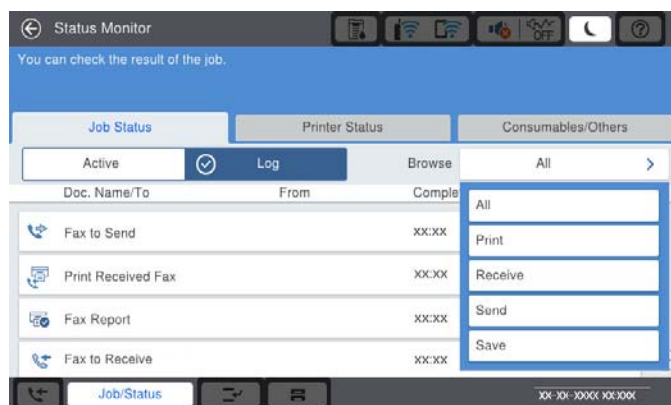 Status Monitor
OFF
You can check the result of the job.
Job Status Printer Status Consumables/Others
Active Log Browse All
Doc. Name/To From Comple
All
Fax to Send XX:XX
Print
Print Received Fax XX:XX
Receive
Fax Report XX:XX
Send
Fax to Receive XX:XX
Save
Job/Status XX-XX-XXXX XX:XXXX